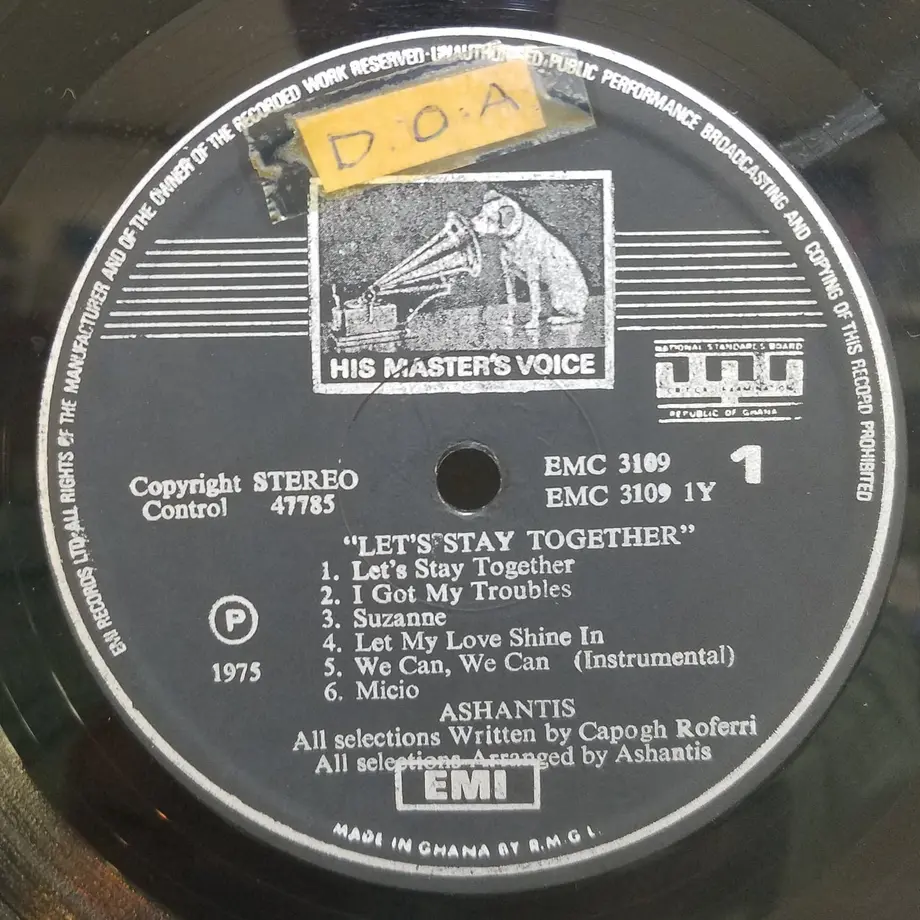 EMI RECORDS LTD·ALL RIGHTS OF THE MANUFACTURER AND OF THE OWNER OF THE RECORDED WORK RESERVED·UNAUTHORISED·PUBLIC PERFORMANCE BROADCASTING AND COPYING OF THIS RECORD PROHIBITED
D.O.A
HIS MASTER'S VOICE
NATIONAL STANDARDS BOARD
REPUBLIC OF GHANA
Copyright STEREO
Control 47785
EMC 3109
EMC 3109 1Y
1
"LET'S STAY TOGETHER"
1. Let's Stay Together
2. I Got My Troubles
3. Suzanne
4. Let My Love Shine In
5. We Can, We Can (Instrumental)
6. Micio
P
1975
ASHANTIS
All selections Written by Capogh Roferri
All selections Arranged by Ashantis
EMI
MADE IN GHANA BY R.M.G L.